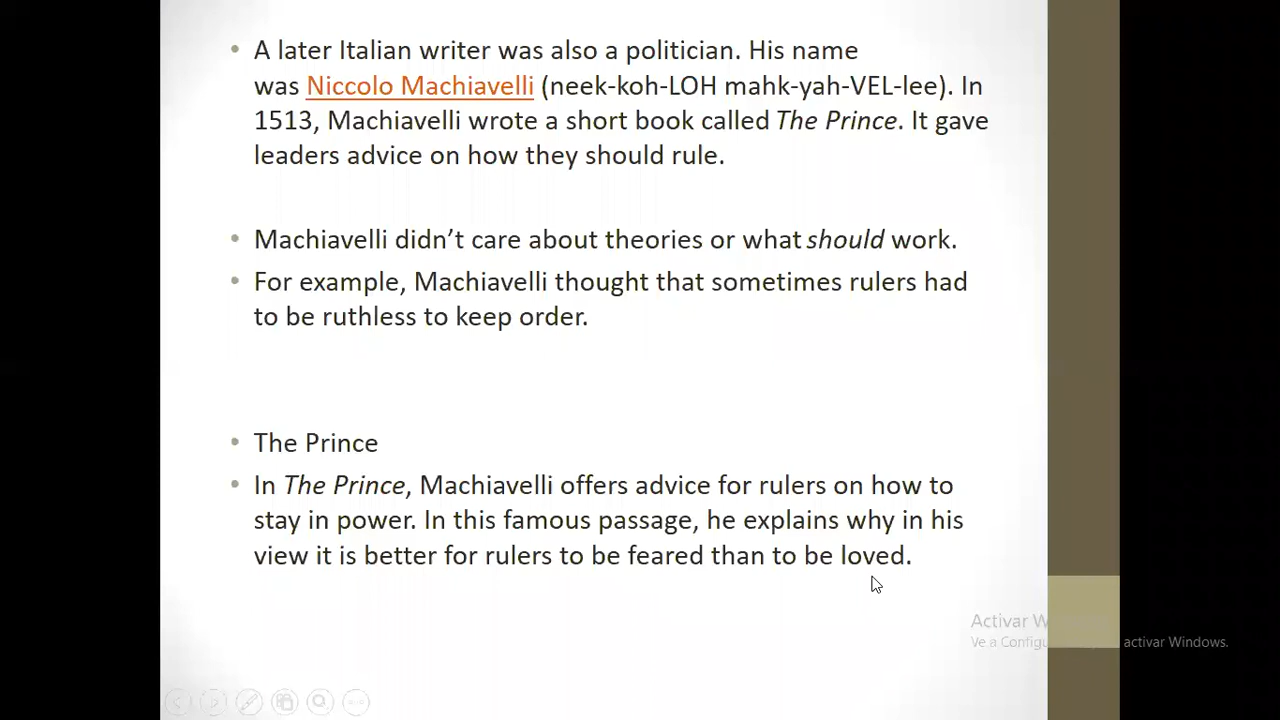 • A later Italian writer was also a politician. His name
was Niccolo Machiavelli (neek-koh-LOH mahk-yah-VEL-lee). In
1513, Machiavelli wrote a short book called The Prince. It gave
leaders advice on how they should rule.
• Machiavelli didn’t care about theories or what should work.
• For example, Machiavelli thought that sometimes rulers had
to be ruthless to keep order.
• The Prince
• In The Prince, Machiavelli offers advice for rulers on how to
stay in power. In this famous passage, he explains why in his
view it is better for rulers to be feared than to be loved.
Activar W
Ve a Configu activar Windows.